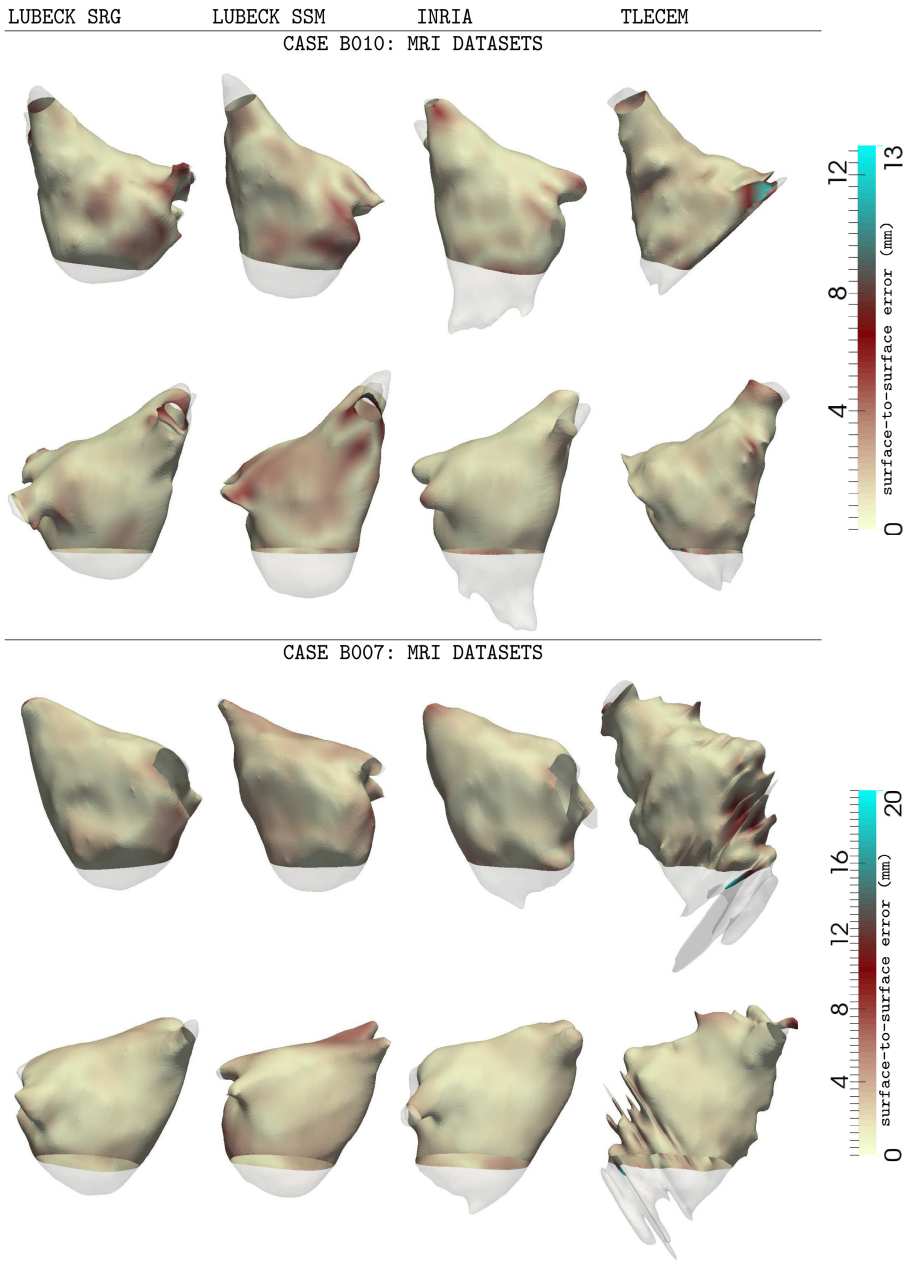 LUBECK SRG LUBECK SSM INRIA TLECEM
CASE B010: MRI DATASETS
0 4 8 12 13
surface-to-surface error (mm)
CASE B007: MRI DATASETS
0 4 8 12 16 20
surface-to-surface error (mm)